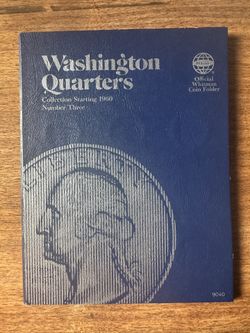 Washington
Quarters
Collection Starting 1960
Number Three
Official
Whitman
Coin Folder
LIBERTY
9040